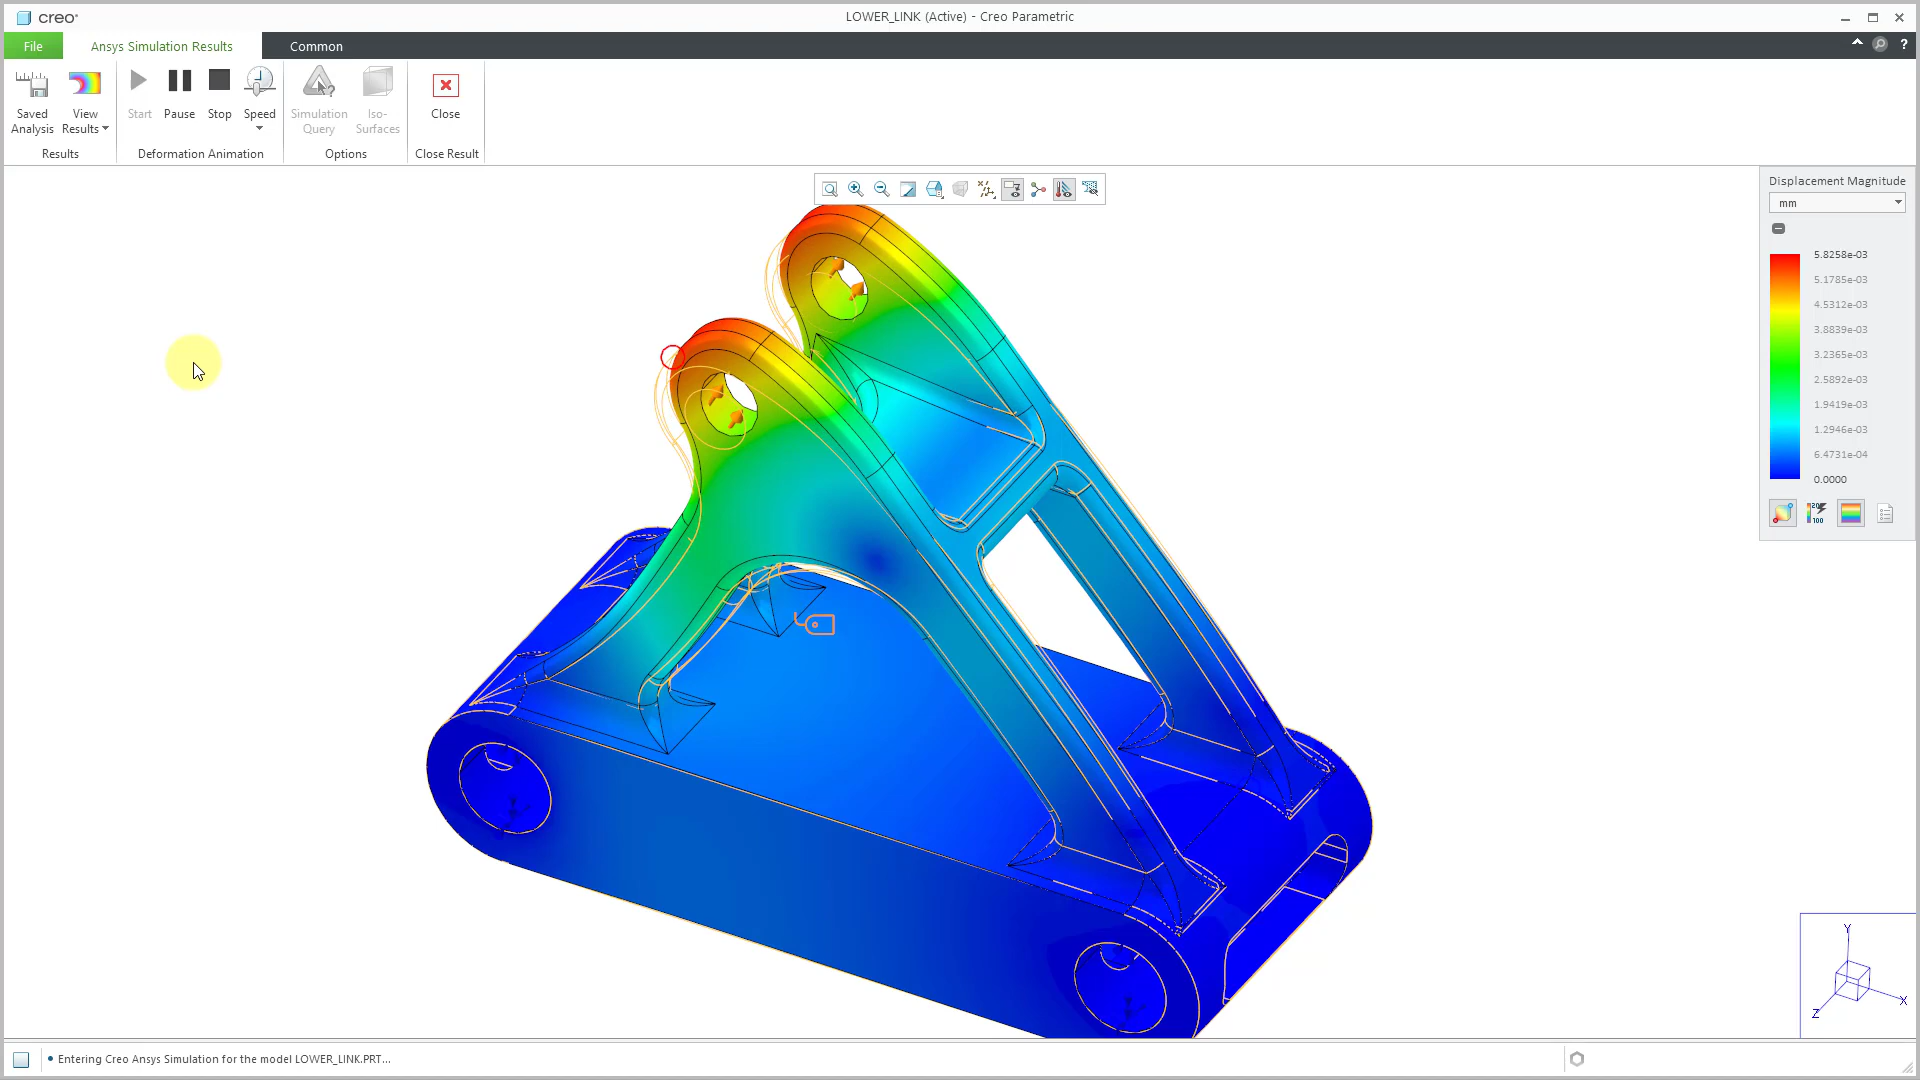 creo®
LOWER_LINK (Active) - Creo Parametric
File
Ansys Simulation Results
Common
?
Saved Analysis
View Results
Start
Pause
Stop
Speed
Simulation Query
Iso-Surfaces
Close
Results
Deformation Animation
Options
Close Result
Displacement Magnitude
mm
5.8258e-03
5.1785e-03
4.5312e-03
3.8839e-03
3.2365e-03
2.5892e-03
1.9419e-03
1.2946e-03
6.4731e-04
0.0000
Y
X
Z
• Entering Creo Ansys Simulation for the model LOWER_LINK.PRT...